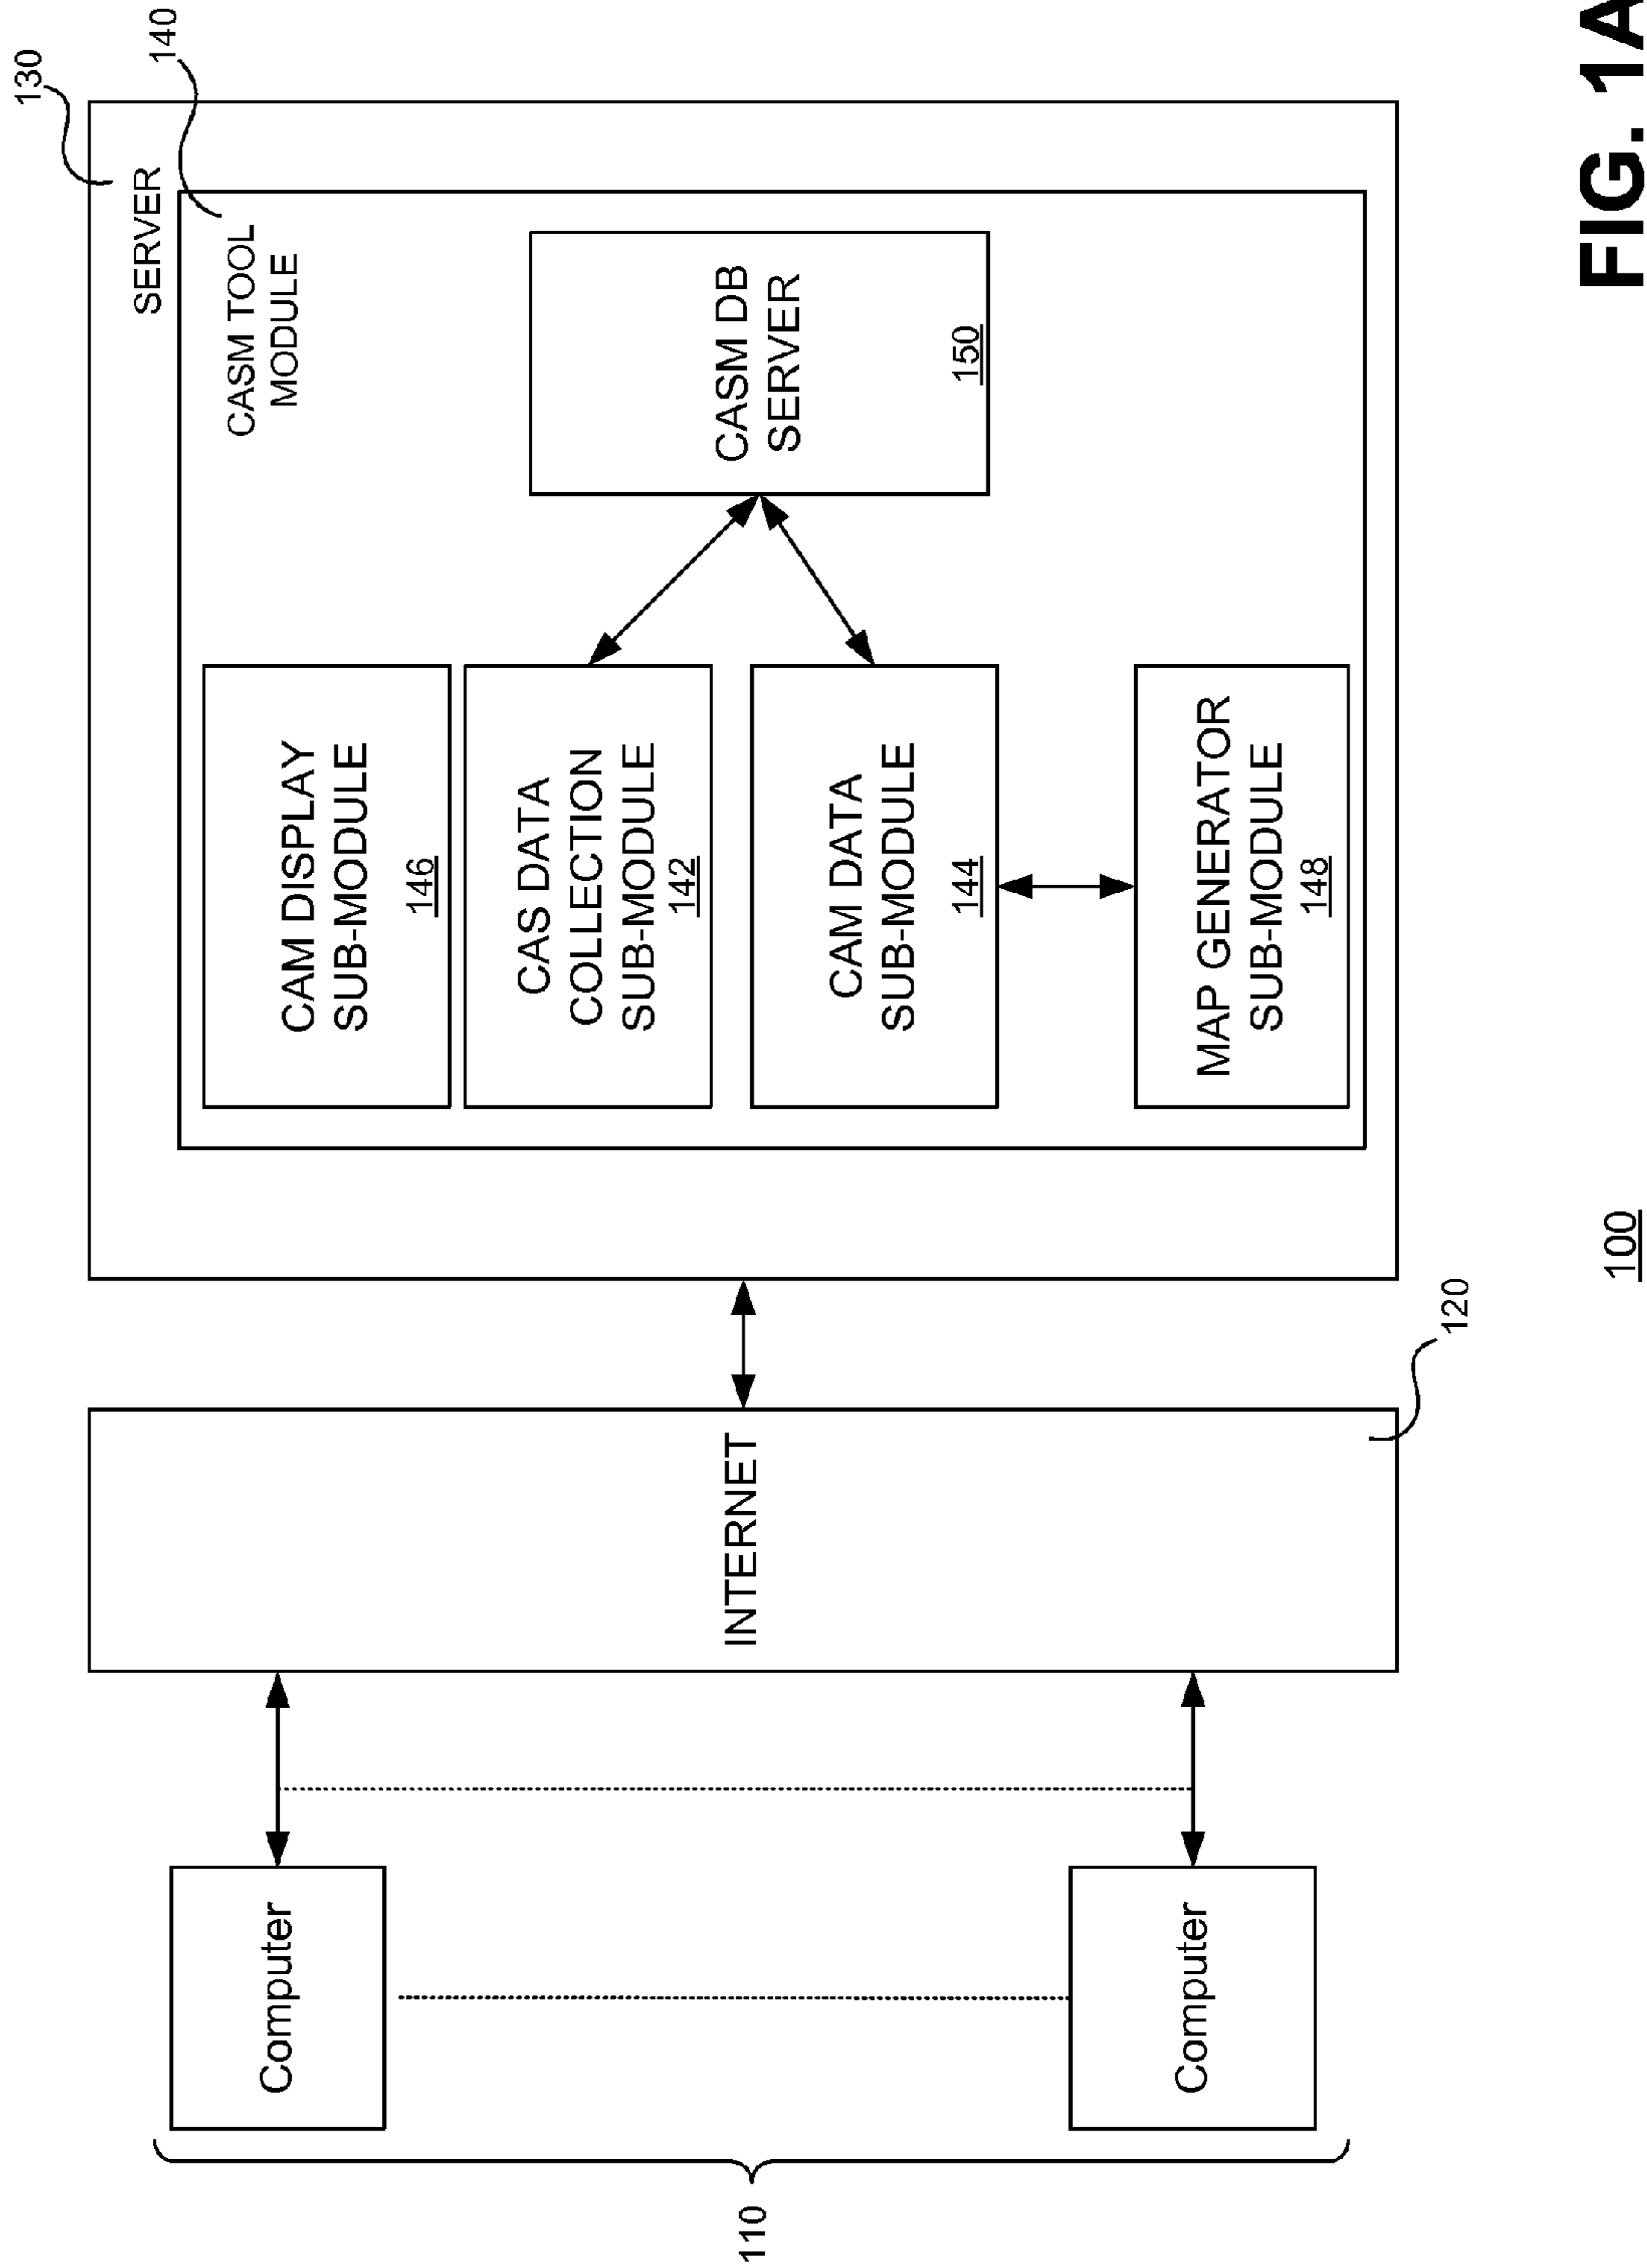 130
140
SERVER
CASM TOOL
MODULE
CAM DISPLAY
SUB-MODULE
146
CAS DATA
COLLECTION
SUB-MODULE
142
CAM DATA
SUB-MODULE
144
MAP GENERATOR
SUB-MODULE
148
CASM DB
SERVER
150
INTERNET
120
Computer
Computer
110
100
FIG. 1A